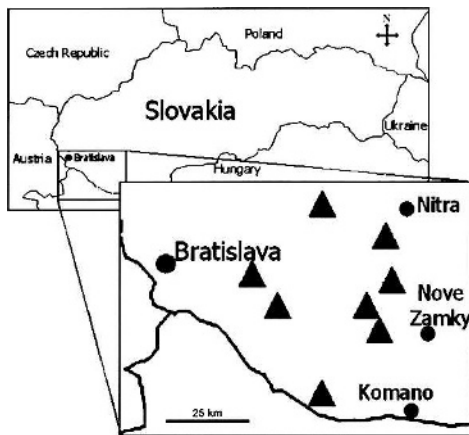 Poland
N
Czech Republic
Slovakia
Ukraine
Austria
Bratislava
Hungary
Nitra
Bratislava
Nove
Zamky
Komano
25 km